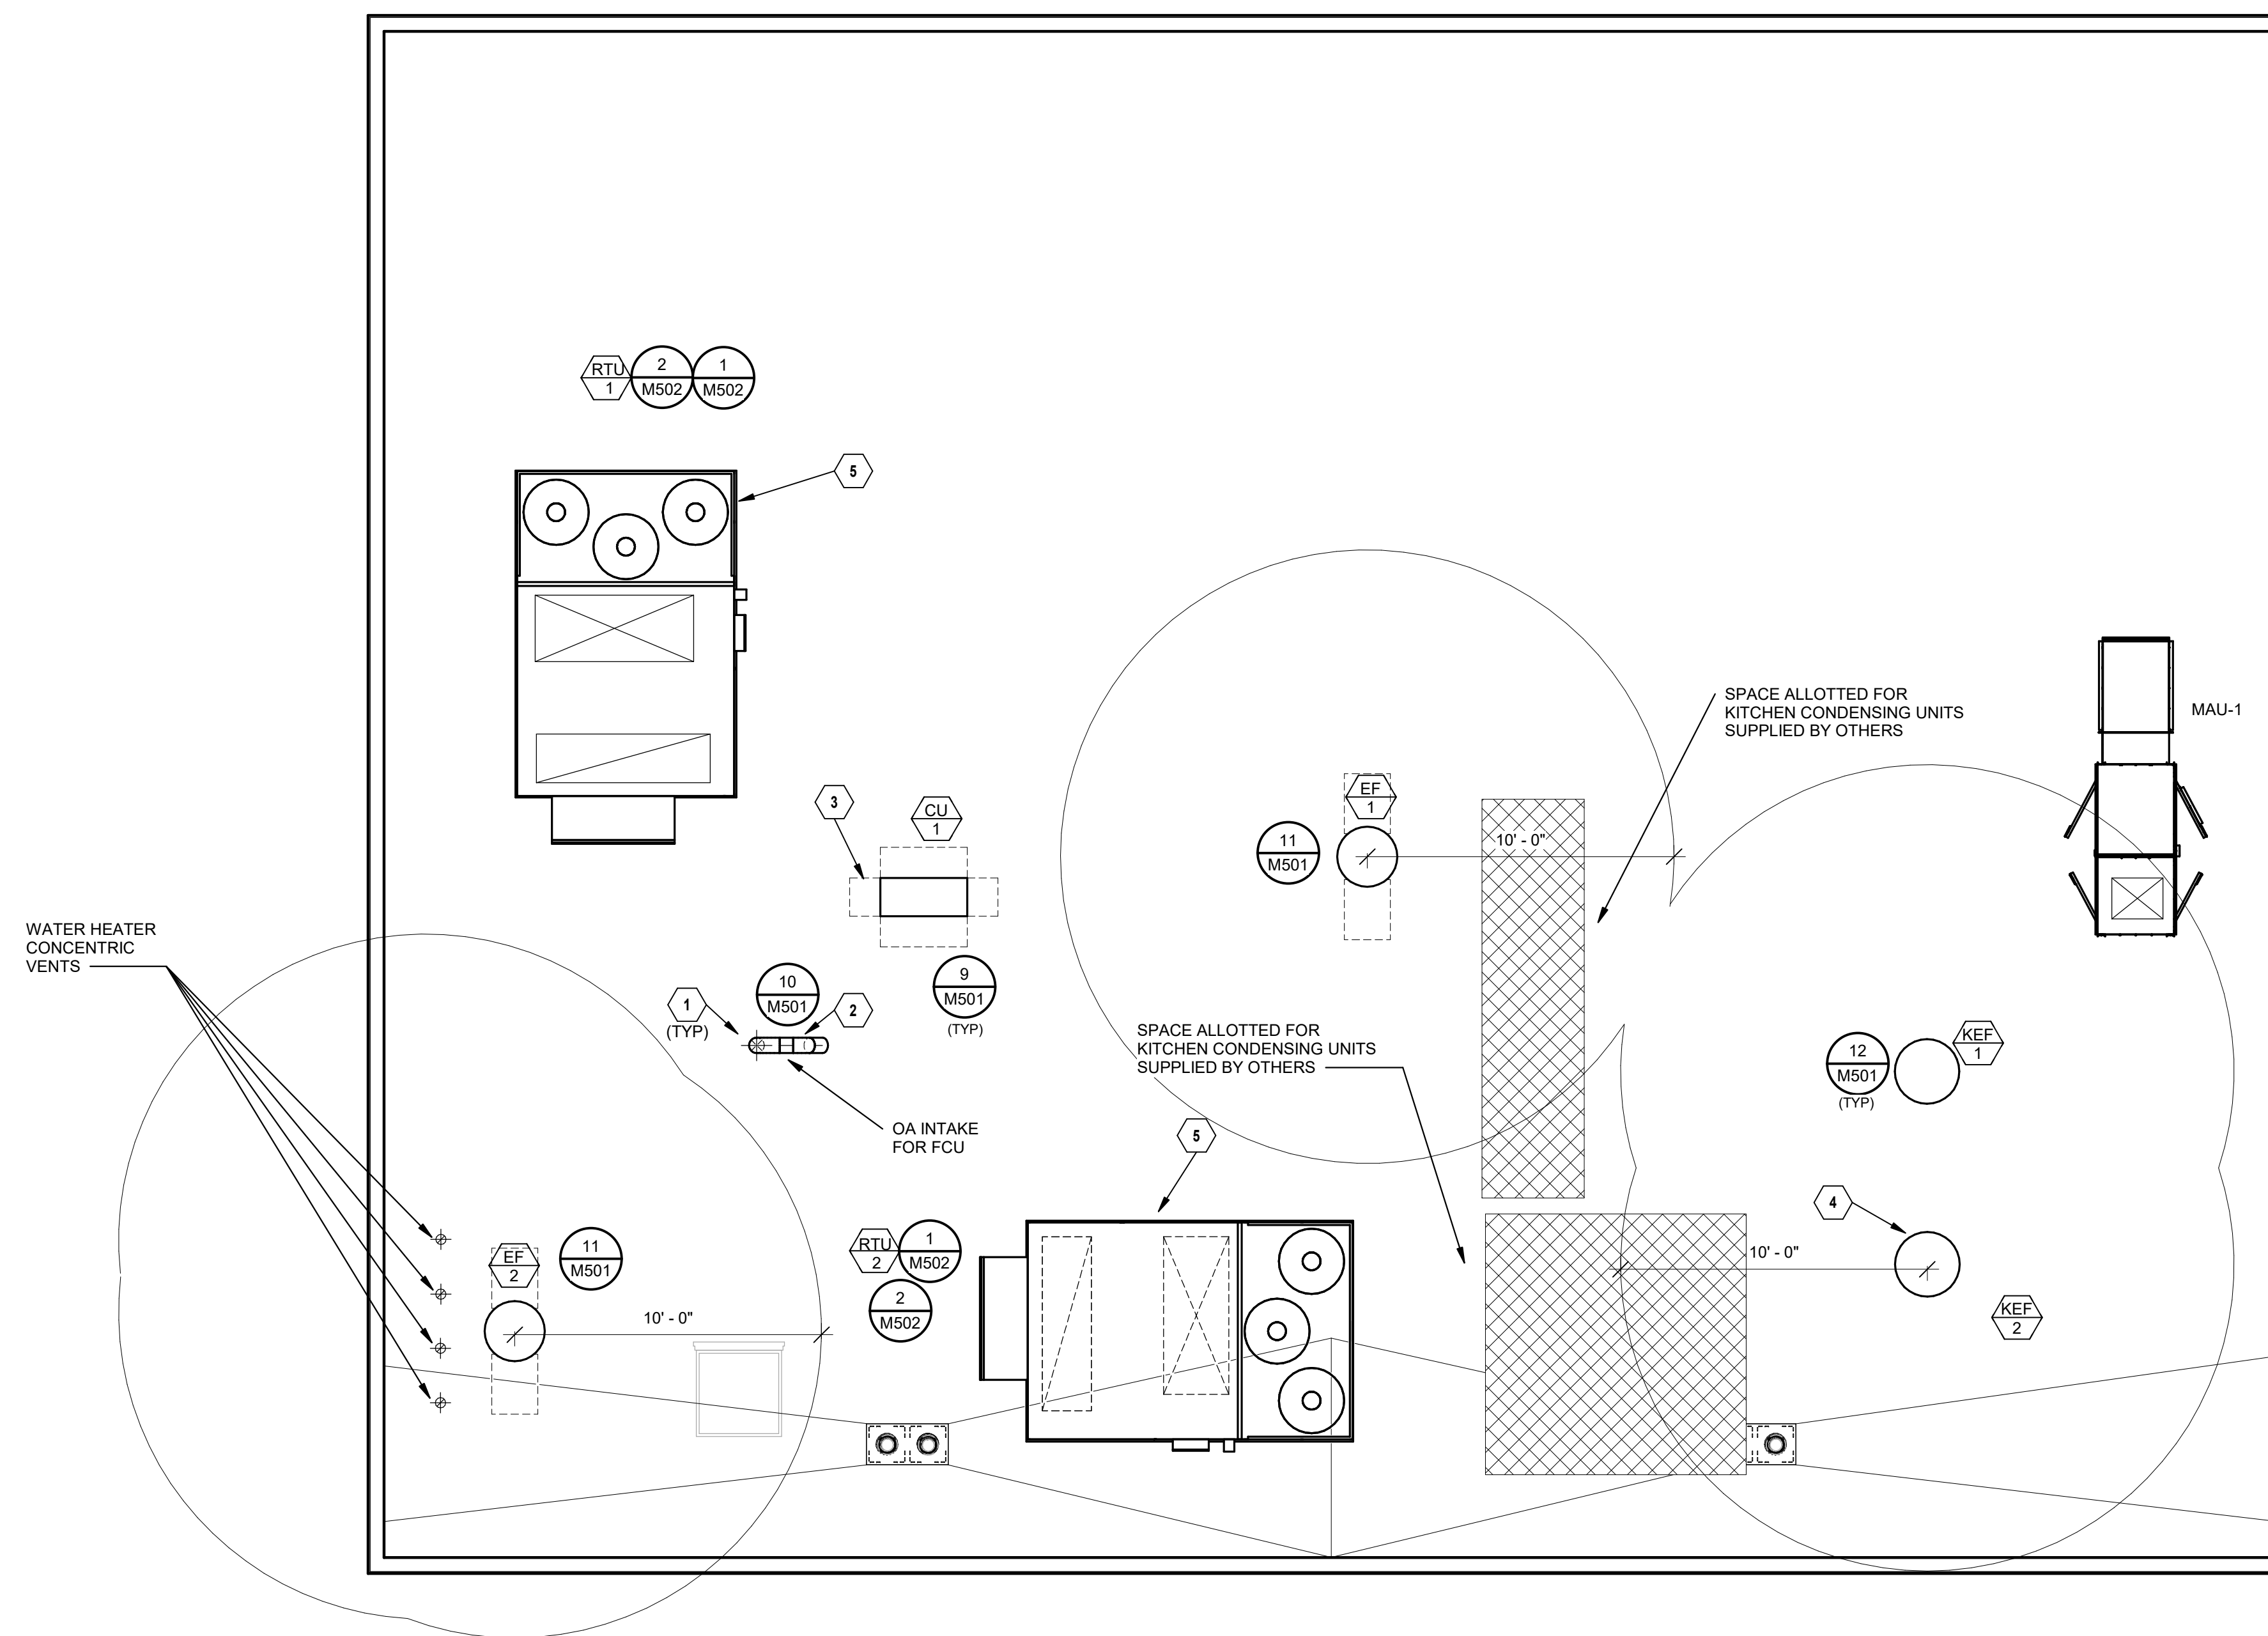 RTU
1
2
M502
1
M502
5
SPACE ALLOTTED FOR
KITCHEN CONDENSING UNITS
SUPPLIED BY OTHERS
MAU-1
3
CU
1
EF
1
11
M501
10' - 0"
WATER HEATER
CONCENTRIC
VENTS
1
(TYP)
10
M501
2
9
M501
(TYP)
OA INTAKE
FOR FCU
SPACE ALLOTTED FOR
KITCHEN CONDENSING UNITS
SUPPLIED BY OTHERS
12
M501
(TYP)
KEF
1
5
4
EF
2
11
M501
10' - 0"
RTU
2
1
M502
2
M502
10' - 0"
KEF
2